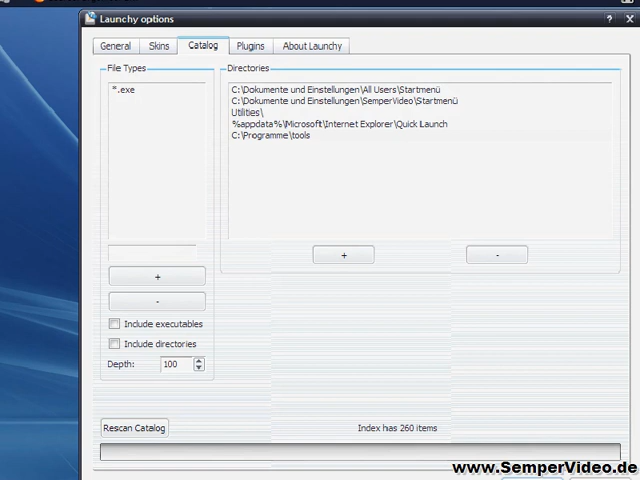 Launchy options
General Skins Catalog Plugins About Launchy
File Types
*.exe
+
-
Include executables
Include directories
Depth: 100
Directories
C:\Dokumente und Einstellungen\All Users\Startmenü
C:\Dokumente und Einstellungen\SemperVideo\Startmenü
Utilities\
%appdata%\Microsoft\Internet Explorer\Quick Launch
C:\Programme\tools
+ -
Rescan Catalog
Index has 260 items
www.SemperVideo.de